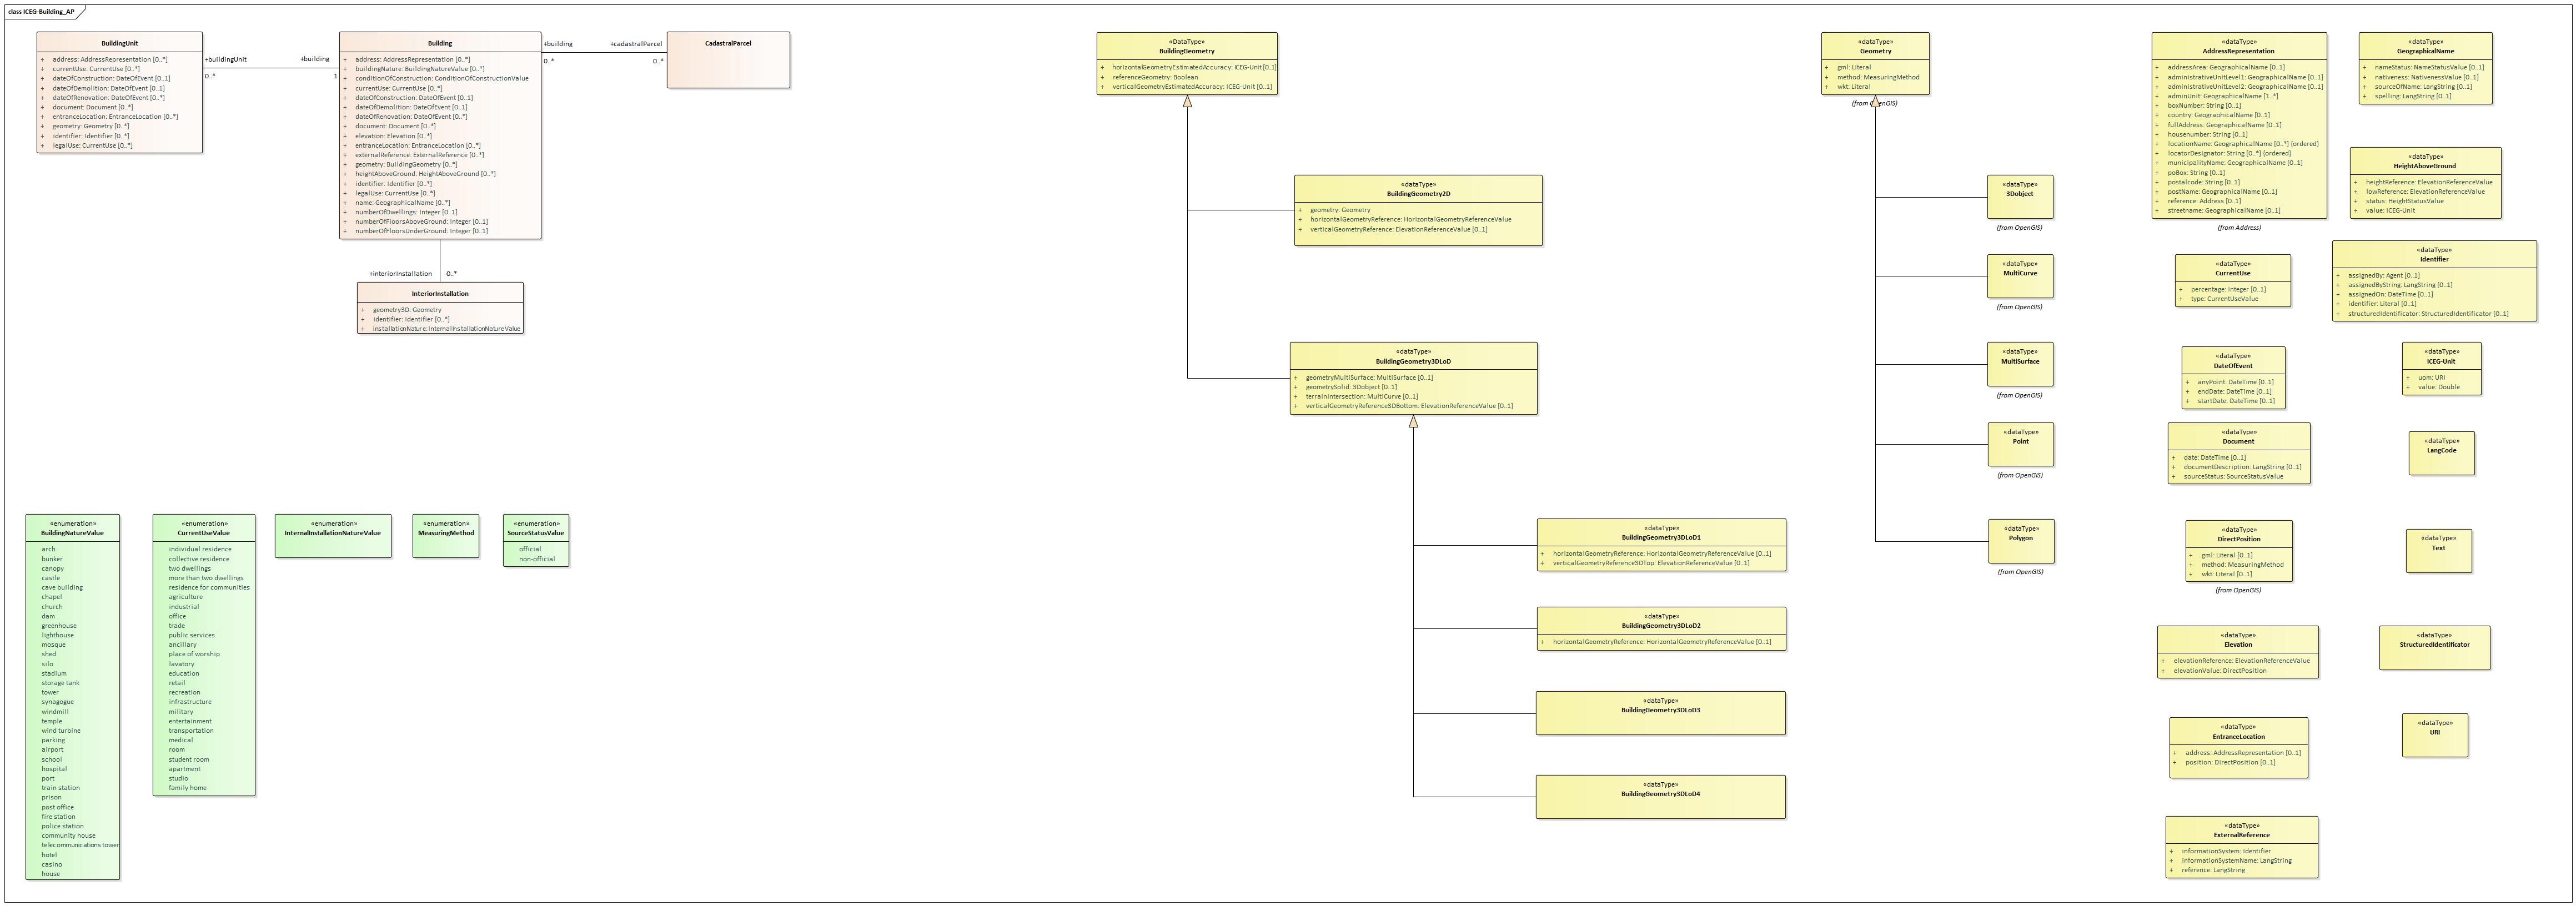 class ICEG-Building_AP
BuildingUnit
+ address: AddressRepresentation [0..*]
+ currentUse: CurrentUse [0..*]
+ dateOfConstruction: DateOfEvent [0..1]
+ dateOfDemolition: DateOfEvent [0..1]
+ dateOfRenovation: DateOfEvent [0..*]
+ document: Document [0..*]
+ entranceLocation: EntranceLocation [0..*]
+ geometry: Geometry [0..*]
+ identifier: Identifier [0..*]
+ legalUse: CurrentUse [0..*]
+buildingUnit
0..*
+building
1
Building
+ address: AddressRepresentation [0..*]
+ buildingNature: BuildingNatureValue [0..*]
+ conditionOfConstruction: ConditionOfConstructionValue
+ currentUse: CurrentUse [0..*]
+ dateOfConstruction: DateOfEvent [0..1]
+ dateOfDemolition: DateOfEvent [0..1]
+ dateOfRenovation: DateOfEvent [0..*]
+ document: Document [0..*]
+ elevation: Elevation [0..*]
+ entranceLocation: EntranceLocation [0..*]
+ externalReference: ExternalReference [0..*]
+ geometry: BuildingGeometry [0..*]
+ heightAboveGround: HeightAboveGround [0..*]
+ identifier: Identifier [0..*]
+ legalUse: CurrentUse [0..*]
+ name: GeographicalName [0..*]
+ numberOfDwellings: Integer [0..1]
+ numberOfFloorsAboveGround: Integer [0..1]
+ numberOfFloorsUnderGround: Integer [0..1]
+building
0..*
+cadastralParcel
0..*
CadastralParcel
+interiorInstallation
0..*
InteriorInstallation
+ geometry3D: Geometry
+ identifier: Identifier [0..*]
+ installationNature: InternalInstallationNatureValue
«enumeration»
BuildingNatureValue
arch
bunker
canopy
castle
cave building
chapel
church
dam
greenhouse
lighthouse
mosque
shed
silo
stadium
storage tank
tower
synagogue
windmill
temple
wind turbine
parking
airport
school
hospital
port
train station
prison
post office
fire station
police station
community house
telecommunications tower
hotel
casino
house
«enumeration»
CurrentUseValue
individual residence
collective residence
two dwellings
more than two dwellings
residence for communities
agriculture
industrial
office
trade
public services
ancillary
place of worship
lavatory
education
retail
recreation
infrastructure
military
entertainment
transportation
medical
room
student room
apartment
studio
family home
«enumeration»
InternalInstallationNatureValue
«enumeration»
MeasuringMethod
«enumeration»
SourceStatusValue
official
non-official
«DataType»
BuildingGeometry
+ horizontalGeometryEstimatedAccuracy: ICEG-Unit [0..1]
+ referenceGeometry: Boolean
+ verticalGeometryEstimatedAccuracy: ICEG-Unit [0..1]
«dataType»
BuildingGeometry2D
+ geometry: Geometry
+ horizontalGeometryReference: HorizontalGeometryReferenceValue
+ verticalGeometryReference: ElevationReferenceValue [0..1]
«dataType»
BuildingGeometry3DLoD
+ geometryMultiSurface: MultiSurface [0..1]
+ geometrySolid: 3Dobject [0..1]
+ terrainIntersection: MultiCurve [0..1]
+ verticalGeometryReference3DBottom: ElevationReferenceValue [0..1]
«dataType»
BuildingGeometry3DLoD1
+ horizontalGeometryReference: HorizontalGeometryReferenceValue [0..1]
+ verticalGeometryReference3DTop: ElevationReferenceValue [0..1]
«dataType»
BuildingGeometry3DLoD2
+ horizontalGeometryReference: HorizontalGeometryReferenceValue [0..1]
«dataType»
BuildingGeometry3DLoD3
«dataType»
BuildingGeometry3DLoD4
«dataType»
Geometry
+ gml: Literal
+ method: MeasuringMethod
+ wkt: Literal
(from OpenGIS)
«dataType»
3Dobject
(from OpenGIS)
«dataType»
MultiCurve
(from OpenGIS)
«dataType»
MultiSurface
(from OpenGIS)
«dataType»
Point
(from OpenGIS)
«dataType»
Polygon
(from OpenGIS)
«dataType»
AddressRepresentation
+ addressArea: GeographicalName [0..1]
+ administrativeUnitLevel1: GeographicalName [0..1]
+ administrativeUnitLevel2: GeographicalName [0..1]
+ adminUnit: GeographicalName [1..*]
+ boxNumber: String [0..1]
+ country: GeographicalName [0..1]
+ fullAddress: GeographicalName [0..1]
+ housenumber: String [0..1]
+ locationName: GeographicalName [0..*] {ordered}
+ locatorDesignator: String [0..*] {ordered}
+ municipalityName: GeographicalName [0..1]
+ poBox: String [0..1]
+ postalcode: String [0..1]
+ postName: GeographicalName [0..1]
+ reference: Address [0..1]
+ streetname: GeographicalName [0..1]
(from Address)
«dataType»
CurrentUse
+ percentage: Integer [0..1]
+ type: CurrentUseValue
«dataType»
DateOfEvent
+ anyPoint: DateTime [0..1]
+ endDate: DateTime [0..1]
+ startDate: DateTime [0..1]
«dataType»
Document
+ date: DateTime [0..1]
+ documentDescription: LangString [0..1]
+ sourceStatus: SourceStatusValue
«dataType»
DirectPosition
+ gml: Literal [0..1]
+ method: MeasuringMethod
+ wkt: Literal [0..1]
(from OpenGIS)
«dataType»
Elevation
+ elevationReference: ElevationReferenceValue
+ elevationValue: DirectPosition
«dataType»
EntranceLocation
+ address: AddressRepresentation [0..1]
+ position: DirectPosition [0..1]
«dataType»
ExternalReference
+ informationSystem: Identifier
+ informationSystemName: LangString
+ reference: LangString
«dataType»
GeographicalName
+ nameStatus: NameStatusValue [0..1]
+ nativeness: NativenessValue [0..1]
+ sourceOfName: LangString [0..1]
+ spelling: LangString [0..1]
«dataType»
HeightAboveGround
+ heightReference: ElevationReferenceValue
+ lowReference: ElevationReferenceValue
+ status: HeightStatusValue
+ value: ICEG-Unit
«dataType»
Identifier
+ assignedBy: Agent [0..1]
+ assignedByString: LangString [0..1]
+ assignedOn: DateTime [0..1]
+ identifier: Literal [0..1]
+ structuredIdentificator: StructuredIdentificator [0..1]
«dataType»
ICEG-Unit
+ uom: URI
+ value: Double
«dataType»
LangCode
«dataType»
Text
«dataType»
StructuredIdentificator
«dataType»
URI